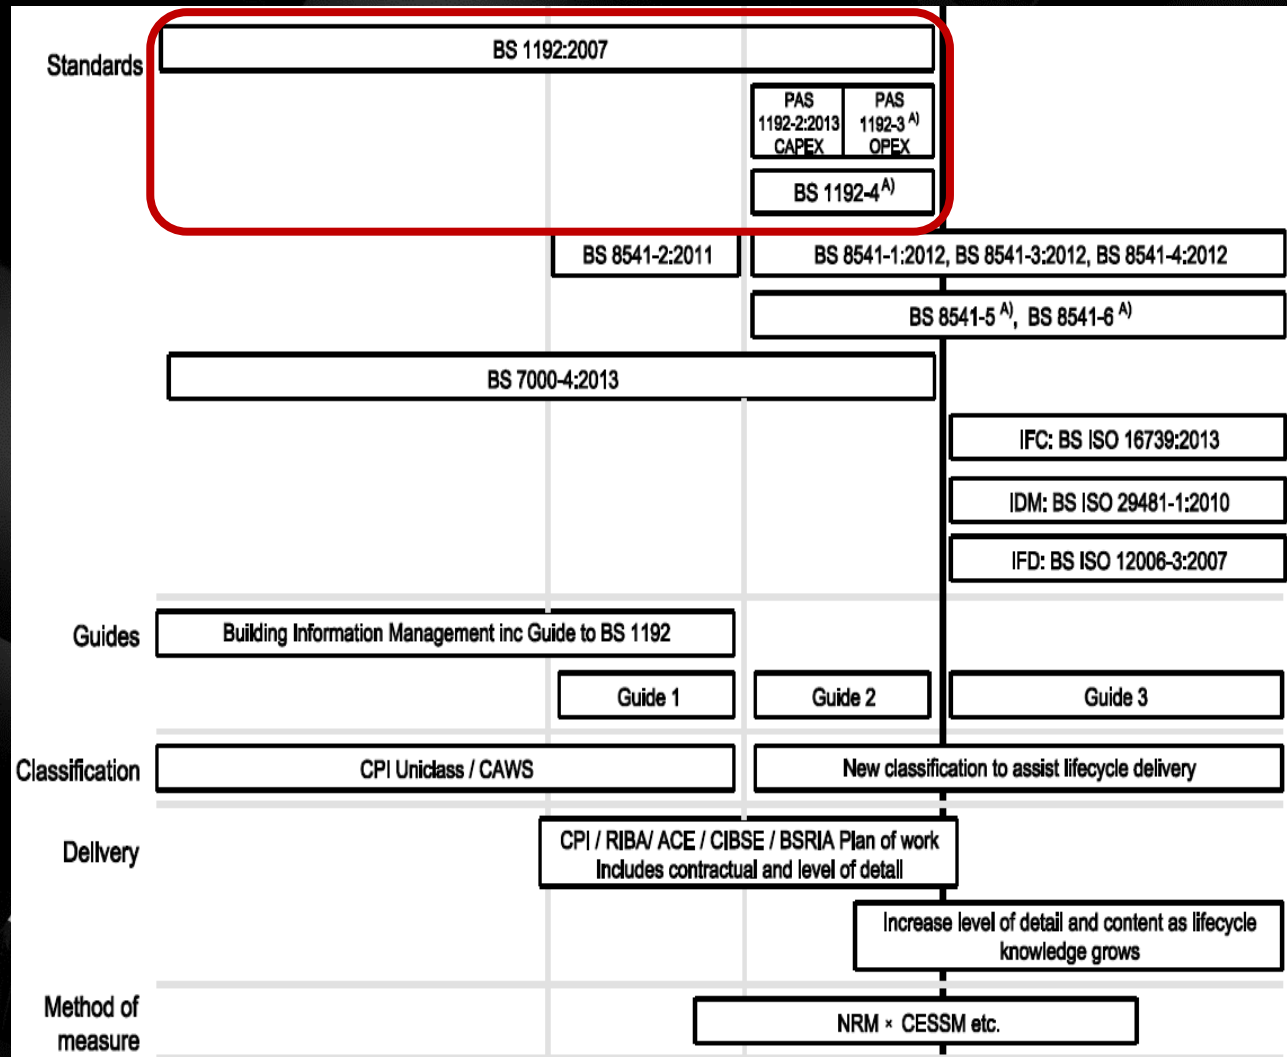 Standards
BS 1192:2007
PAS
1192-2:2013
CAPEX
PAS
1192-3 A)
OPEX
BS 1192-4 A)
BS 8541-2:2011
BS 8541-1:2012, BS 8541-3:2012, BS 8541-4:2012
BS 8541-5 A), BS 8541-6 A)
BS 7000-4:2013
IFC: BS ISO 16739:2013
IDM: BS ISO 29481-1:2010
IFD: BS ISO 12006-3:2007
Guides
Building Information Management inc Guide to BS 1192
Guide 1
Guide 2
Guide 3
Classification
CPI Uniclass / CAWS
New classification to assist lifecycle delivery
Delivery
CPI / RIBA/ ACE / CIBSE / BSRIA Plan of work
Includes contractual and level of detail
Increase level of detail and content as lifecycle
knowledge grows
Method of
measure
NRM × CESSM etc.